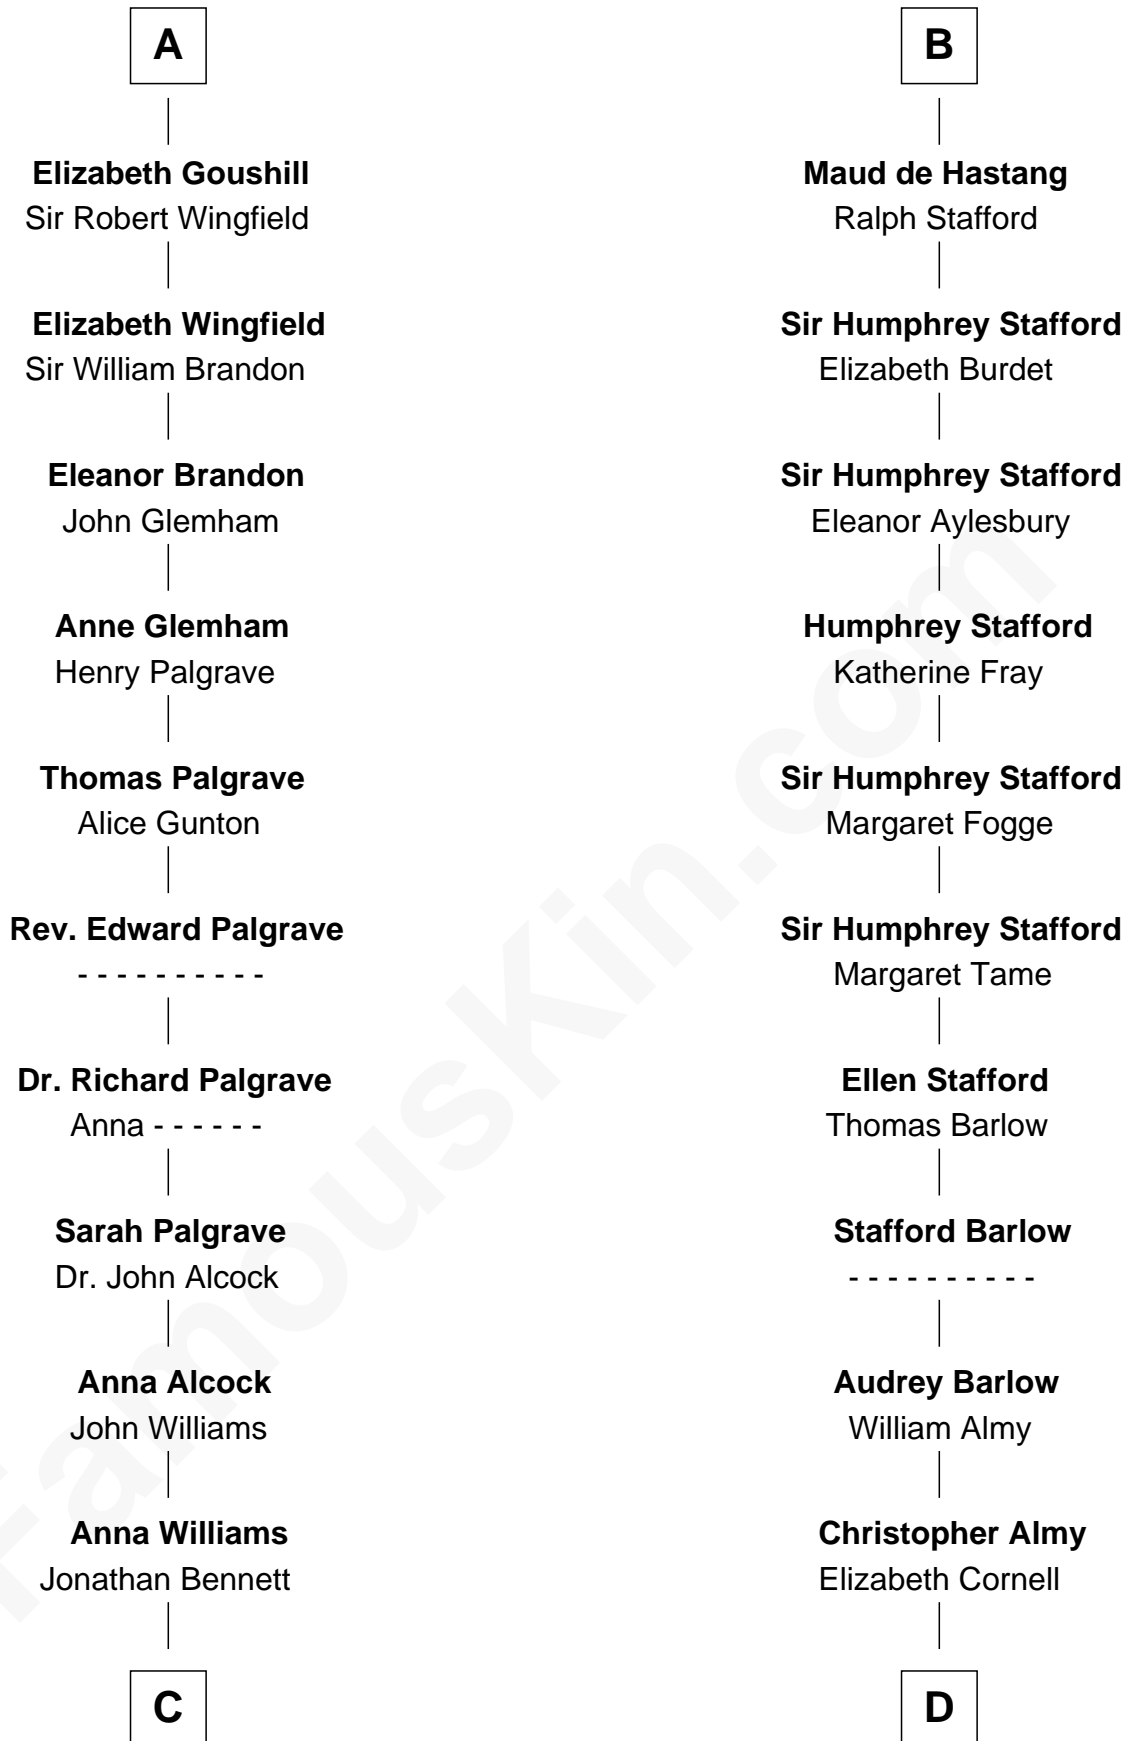 A
Elizabeth Goushill
Sir Robert Wingfield
Elizabeth Wingfield
Sir William Brandon
Eleanor Brandon
John Glemham
Anne Glemham
Henry Palgrave
Thomas Palgrave
Alice Gunton
Rev. Edward Palgrave
- - - - - - - - - -
Dr. Richard Palgrave
Anna - - - - - -
Sarah Palgrave
Dr. John Alcock
Anna Alcock
John Williams
Anna Williams
Jonathan Bennett
C
B
Maud de Hastang
Ralph Stafford
Sir Humphrey Stafford
Elizabeth Burdet
Sir Humphrey Stafford
Eleanor Aylesbury
Humphrey Stafford
Katherine Fray
Sir Humphrey Stafford
Margaret Fogge
Sir Humphrey Stafford
Margaret Tame
Ellen Stafford
Thomas Barlow
Stafford Barlow
- - - - - - - - - -
Audrey Barlow
William Almy
Christopher Almy
Elizabeth Cornell
D
FamousKin.com